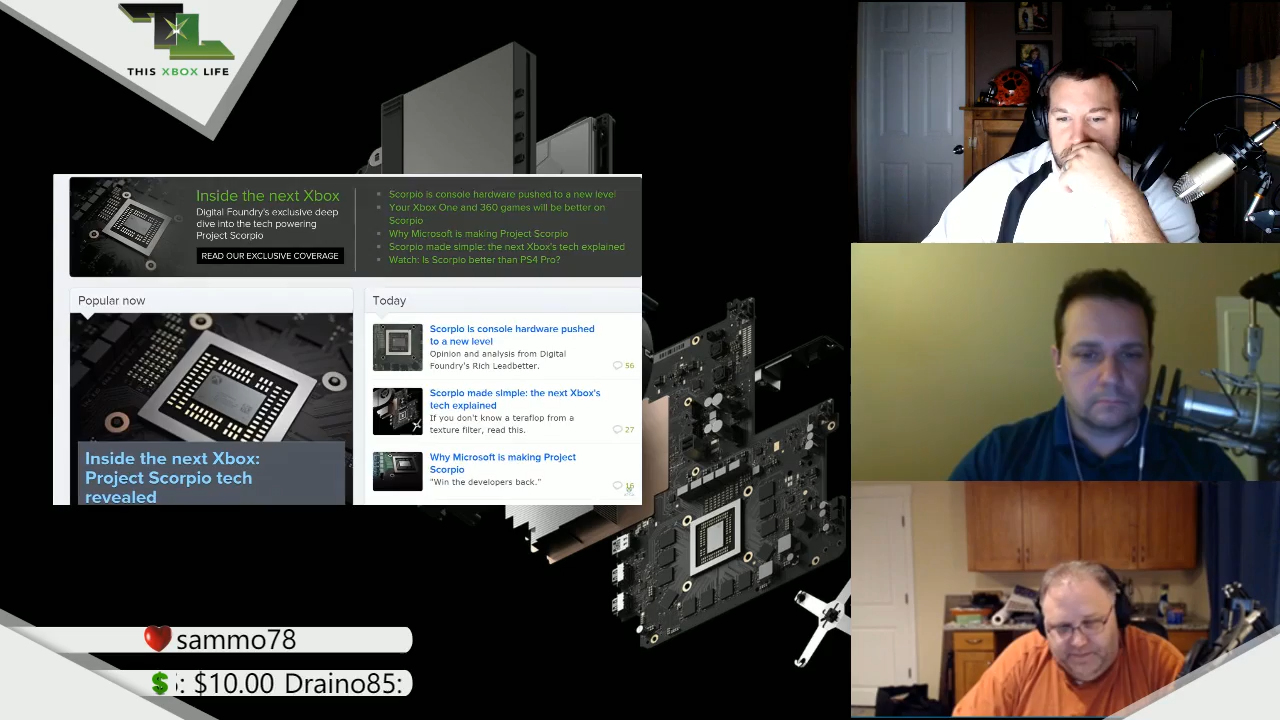 THIS XBOX LIFE
Inside the next Xbox
Digital Foundry's exclusive deep
dive into the tech powering
Project Scorpio
READ OUR EXCLUSIVE COVERAGE
Scorpio is console hardware pushed to a new level
Your Xbox One and 360 games will be better on
Scorpio
Why Microsoft is making Project Scorpio
Scorpio made simple: the next Xbox's tech explained
Watch: Is Scorpio better than PS4 Pro?
Popular now
Inside the next Xbox:
Project Scorpio tech
revealed
Today
Scorpio is console hardware pushed
to a new level
Opinion and analysis from Digital
Foundry's Rich Leadbetter.
56
Scorpio made simple: the next Xbox's
tech explained
If you don't know a teraflop from a
texture filter, read this.
27
Why Microsoft is making Project
Scorpio
"Win the developers back."
sammo78
: $10.00 Draino85: